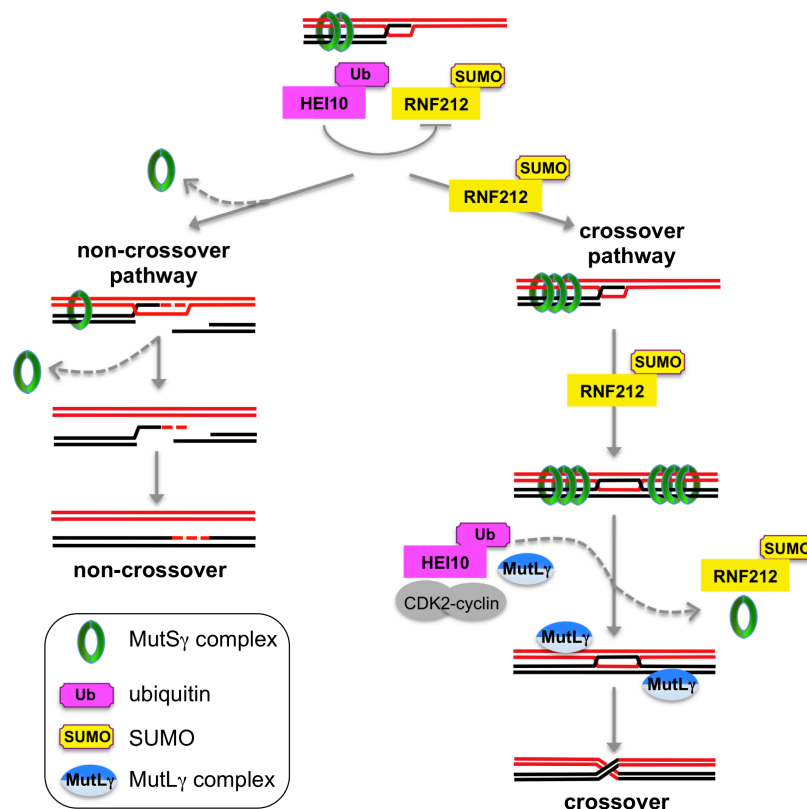 Ub
SUMO
HEI10
RNF212
SUMO
RNF212
non-crossover
pathway
crossover
pathway
SUMO
RNF212
Ub
HEI10
MutLγ
CDK2-cyclin
SUMO
RNF212
MutLγ
MutLγ
non-crossover
crossover
MutSγ complex
Ub
ubiquitin
SUMO
SUMO
MutLγ
MutLγ complex